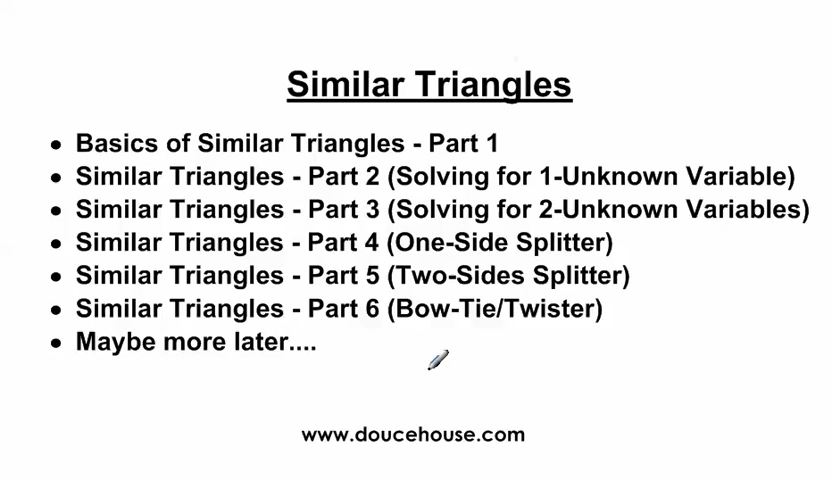 Similar Triangles
• Basics of Similar Triangles - Part 1
• Similar Triangles - Part 2 (Solving for 1-Unknown Variable)
• Similar Triangles - Part 3 (Solving for 2-Unknown Variables)
• Similar Triangles - Part 4 (One-Side Splitter)
• Similar Triangles - Part 5 (Two-Sides Splitter)
• Similar Triangles - Part 6 (Bow-Tie/Twister)
• Maybe more later....
www.doucehouse.com